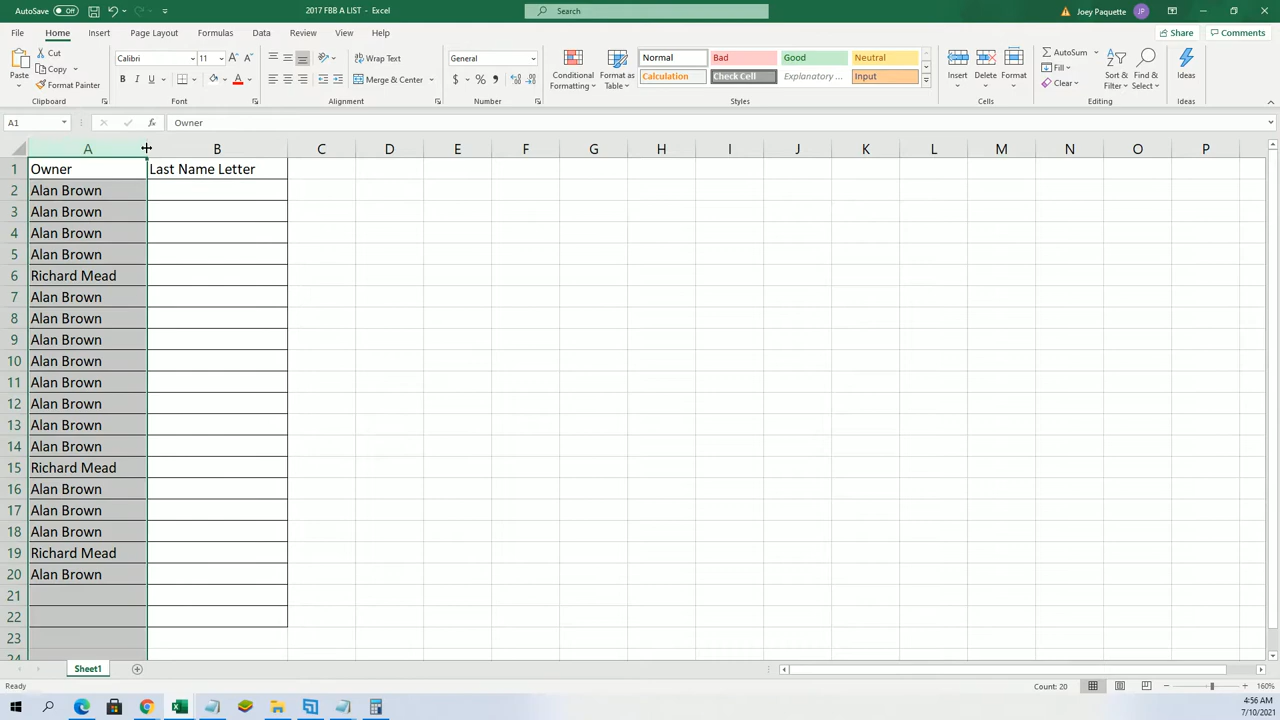 AutoSave Off 2017 FBB A LIST - Excel Search Joey Paquette JP
File Home Insert Page Layout Formulas Data Review View Help Share Comments
Paste Cut Copy Format Painter Clipboard
Calibri 11 B I U A Font
Wrap Text Merge & Center Alignment
General $ % Number
Conditional Formatting Format as Table
Normal Bad Good Neutral
Calculation Check Cell Explanatory ... Input
Styles
Insert Delete Format Cells
AutoSum Fill Clear Sort & Filter Find & Select Editing
Ideas Ideas
A1 fx Owner
A B C D E F G H I J K L M N O P
1 Owner Last Name Letter
2 Alan Brown
3 Alan Brown
4 Alan Brown
5 Alan Brown
6 Richard Mead
7 Alan Brown
8 Alan Brown
9 Alan Brown
10 Alan Brown
11 Alan Brown
12 Alan Brown
13 Alan Brown
14 Alan Brown
15 Richard Mead
16 Alan Brown
17 Alan Brown
18 Alan Brown
19 Richard Mead
20 Alan Brown
21
22
23
24
Sheet1
Ready Count: 20 160%
4:56 AM
7/10/2021